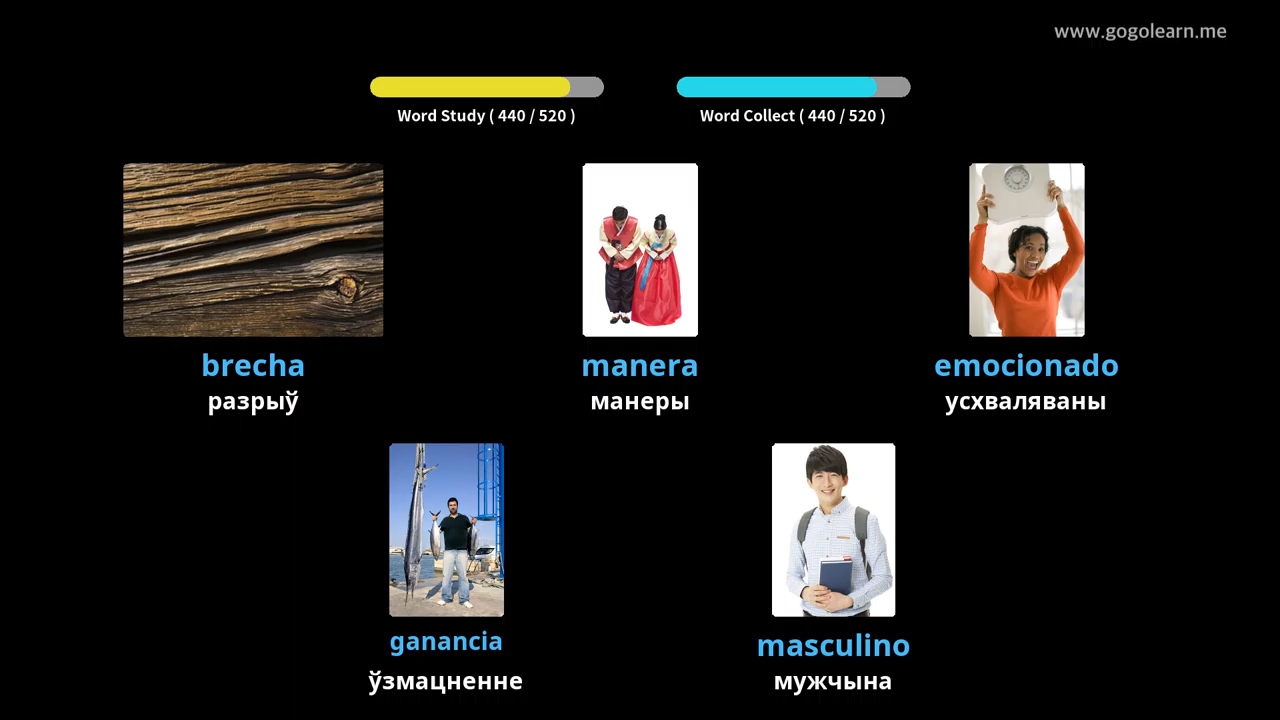 www.gogolearn.me
Word Study ( 440 / 520 )
Word Collect ( 440 / 520 )
brecha
разрыў
manera
манеры
emocionado
усхваляваны
ganancia
ўзмацненне
masculino
мужчына